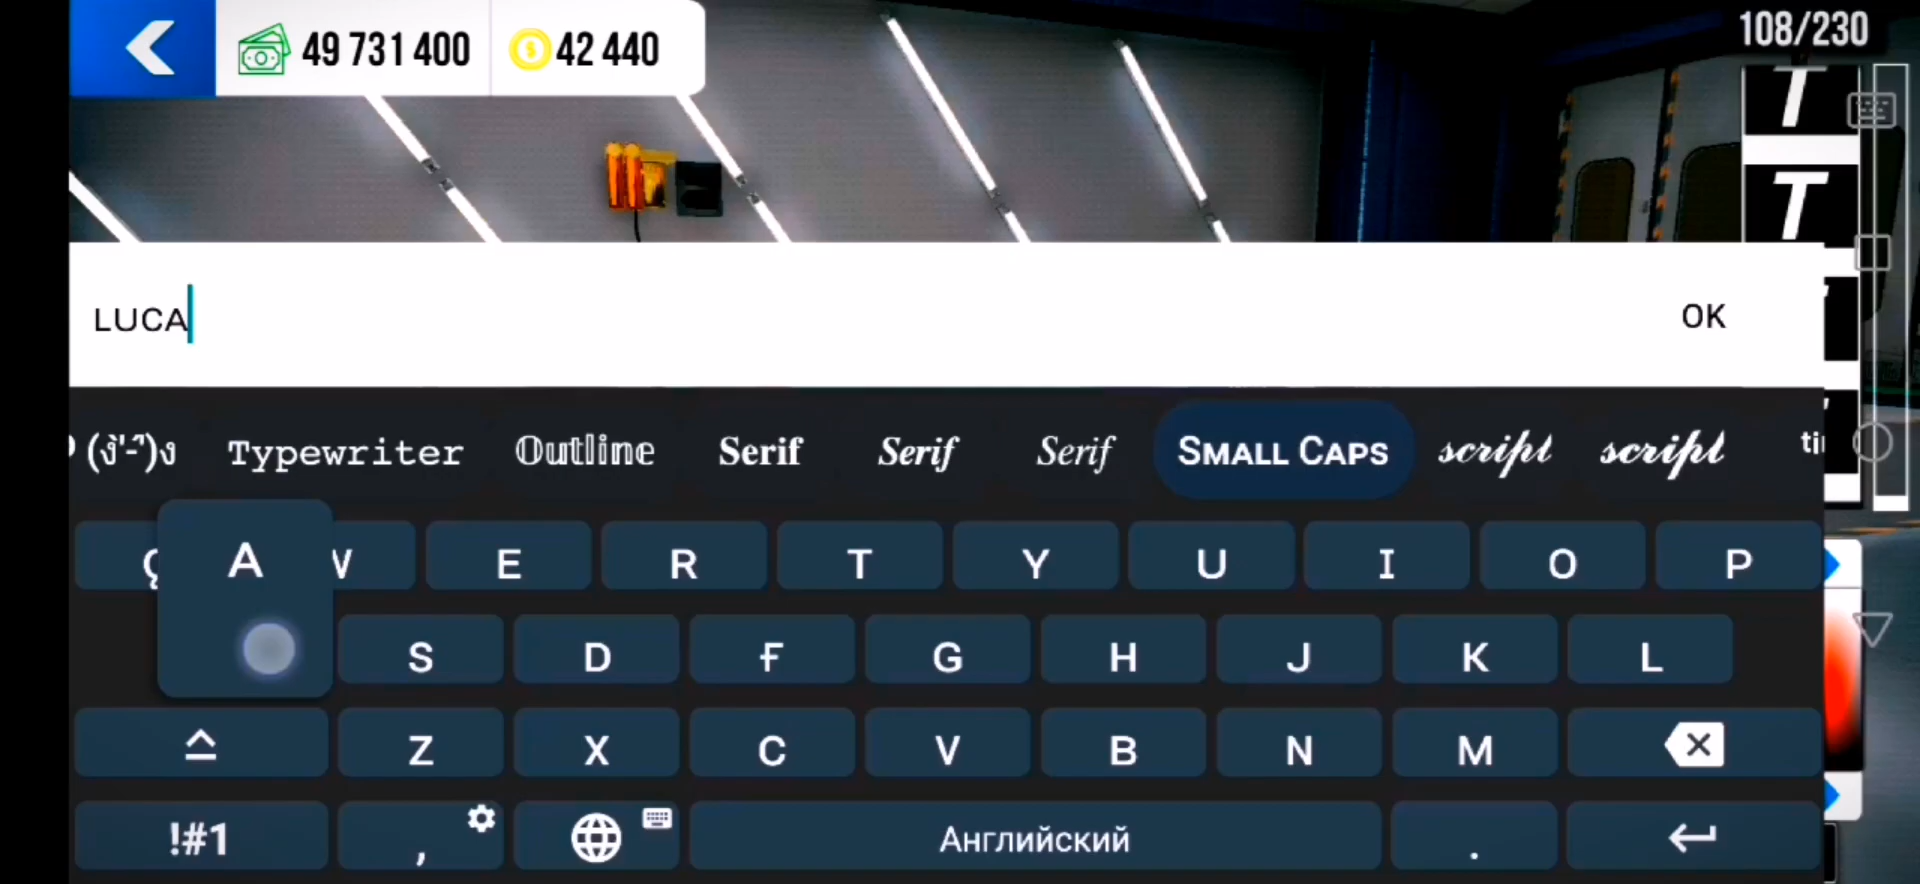 49 731 400
42 440
108/230
T
T
ʟᴜᴄᴀ
OK
(ง'̀-'́)ง Typewriter Outline Serif Serif Serif Small Caps script script
A W E R T Y U I O P
S D F G H J K L
Z X C V B N M
!#1 , Английский .